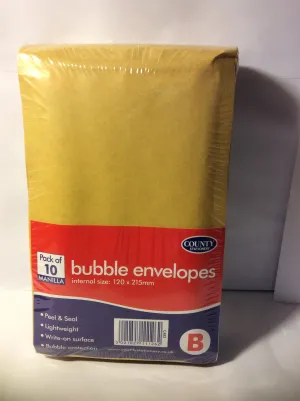 COUNTY
STATIONERY
Pack of
10
MANILLA
bubble envelopes
internal size: 120 x 215mm
• Peel & Seal
• Lightweight
• Write-on surface
• Bubble protection
B